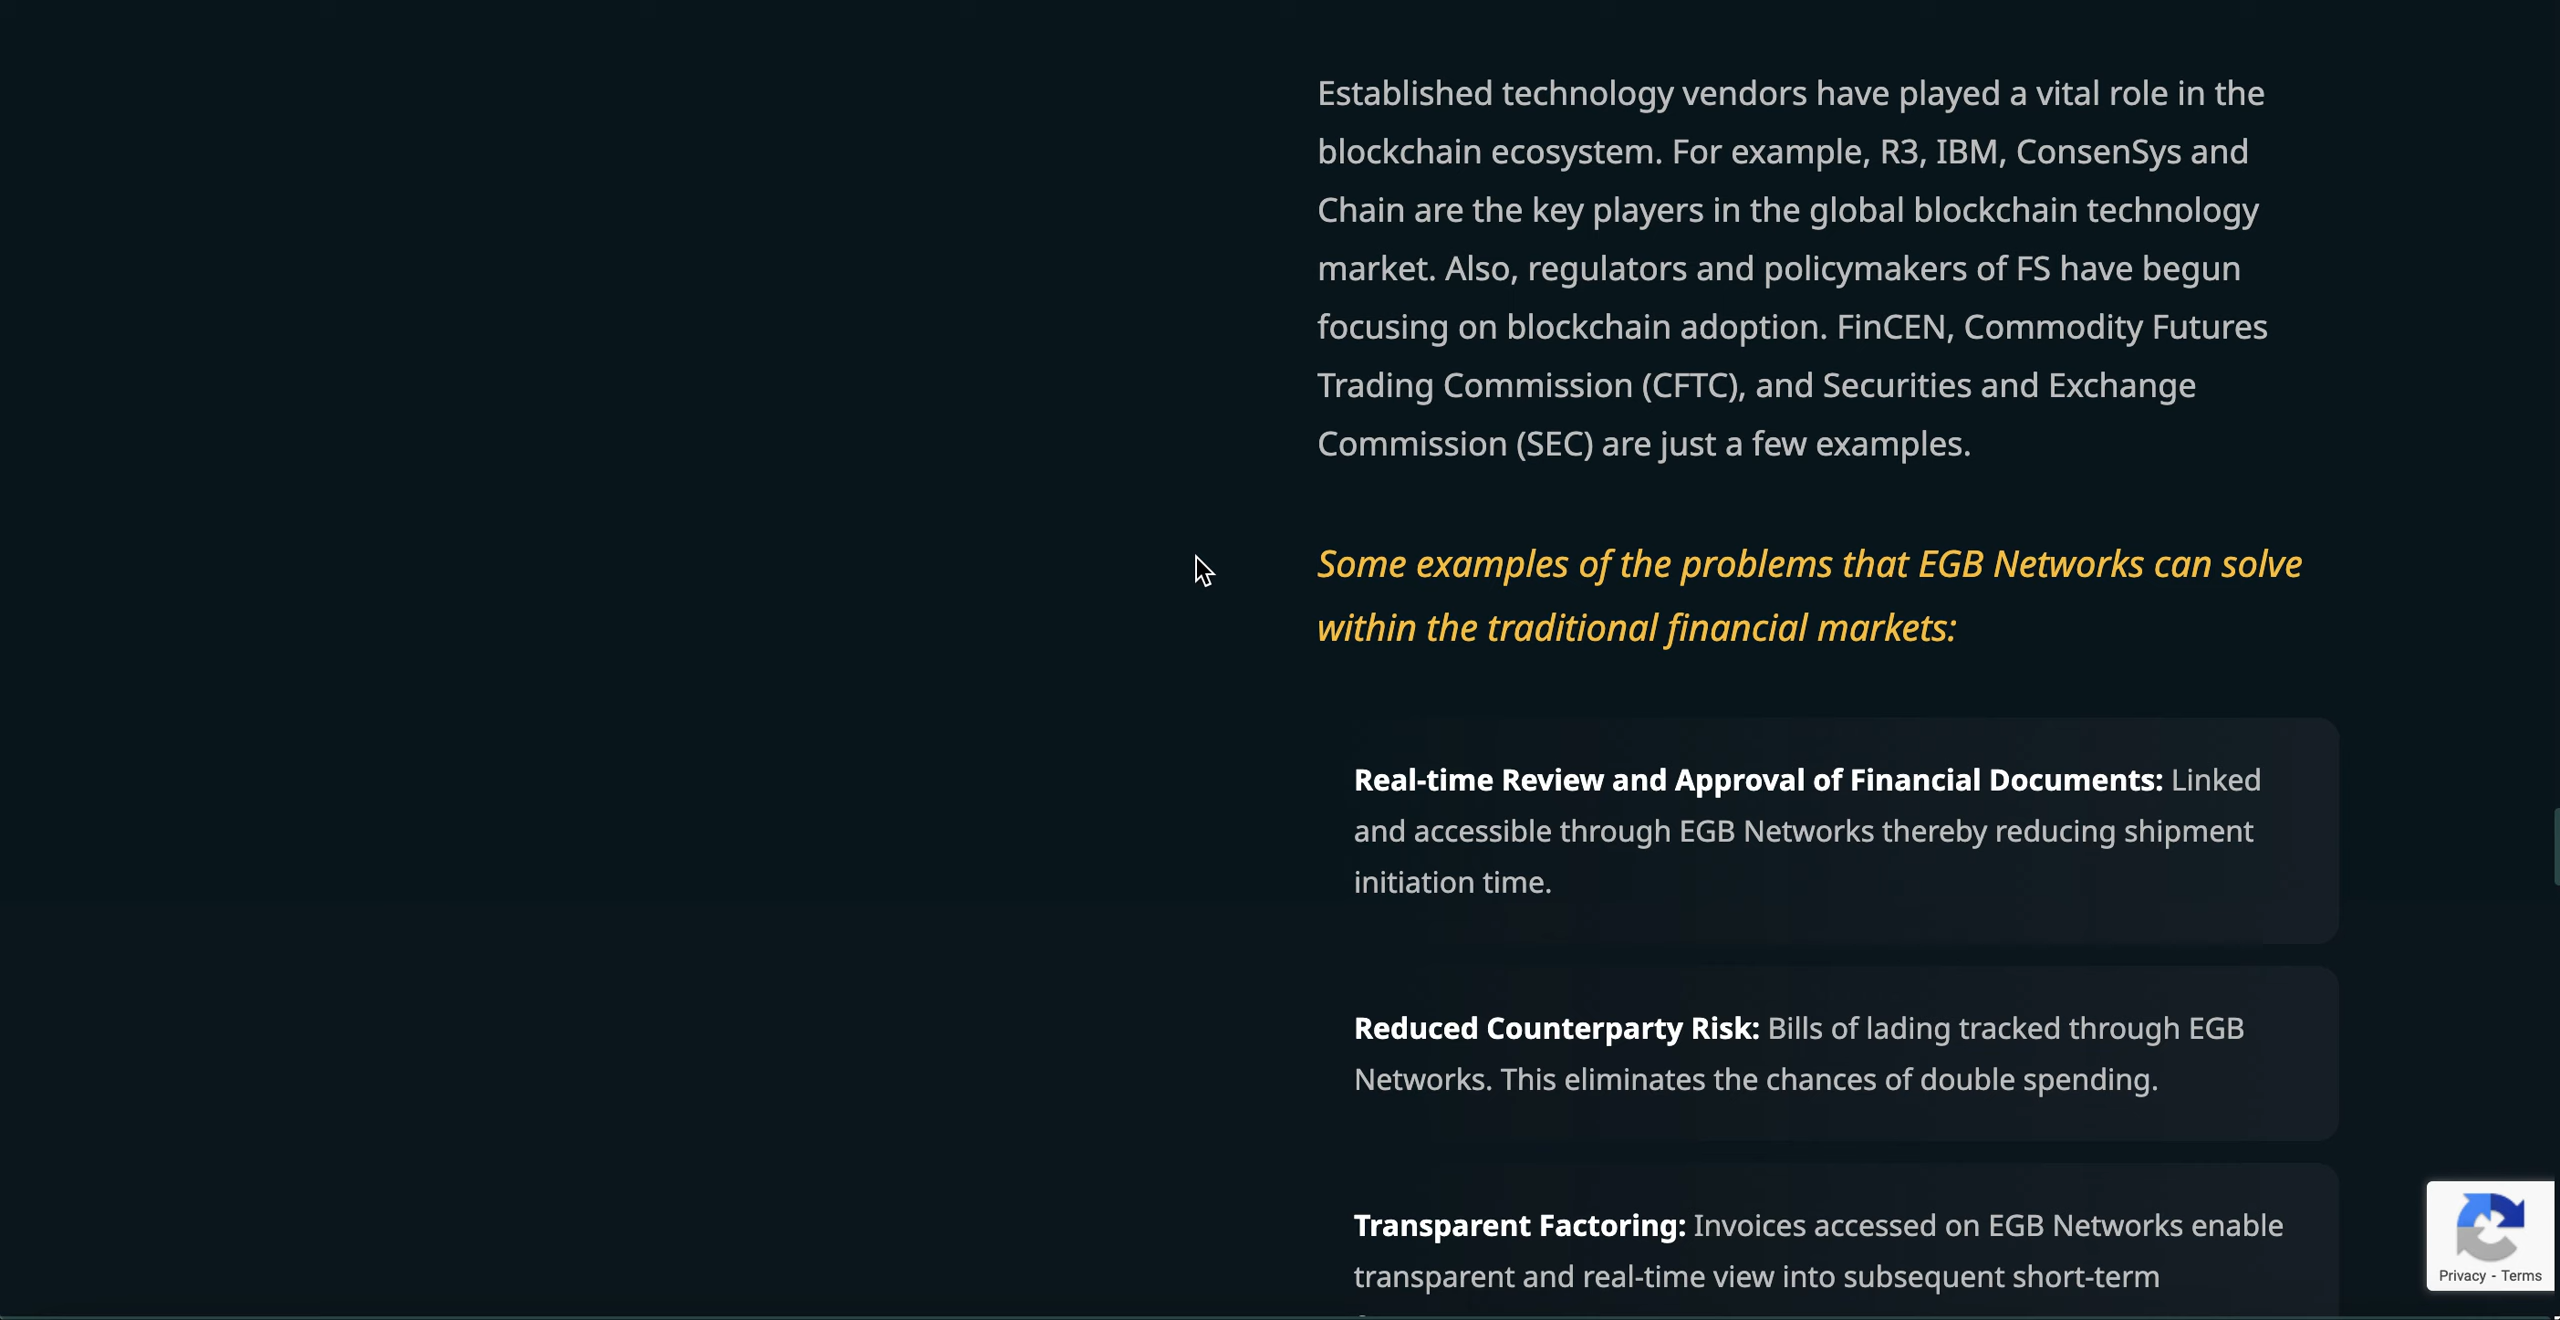 Established technology vendors have played a vital role in the
blockchain ecosystem. For example, R3, IBM, ConsenSys and
Chain are the key players in the global blockchain technology
market. Also, regulators and policymakers of FS have begun
focusing on blockchain adoption. FinCEN, Commodity Futures
Trading Commission (CFTC), and Securities and Exchange
Commission (SEC) are just a few examples.
Some examples of the problems that EGB Networks can solve
within the traditional financial markets:
Real-time Review and Approval of Financial Documents: Linked
and accessible through EGB Networks thereby reducing shipment
initiation time.
Reduced Counterparty Risk: Bills of lading tracked through EGB
Networks. This eliminates the chances of double spending.
Transparent Factoring: Invoices accessed on EGB Networks enable
transparent and real-time view into subsequent short-term
Privacy - Terms